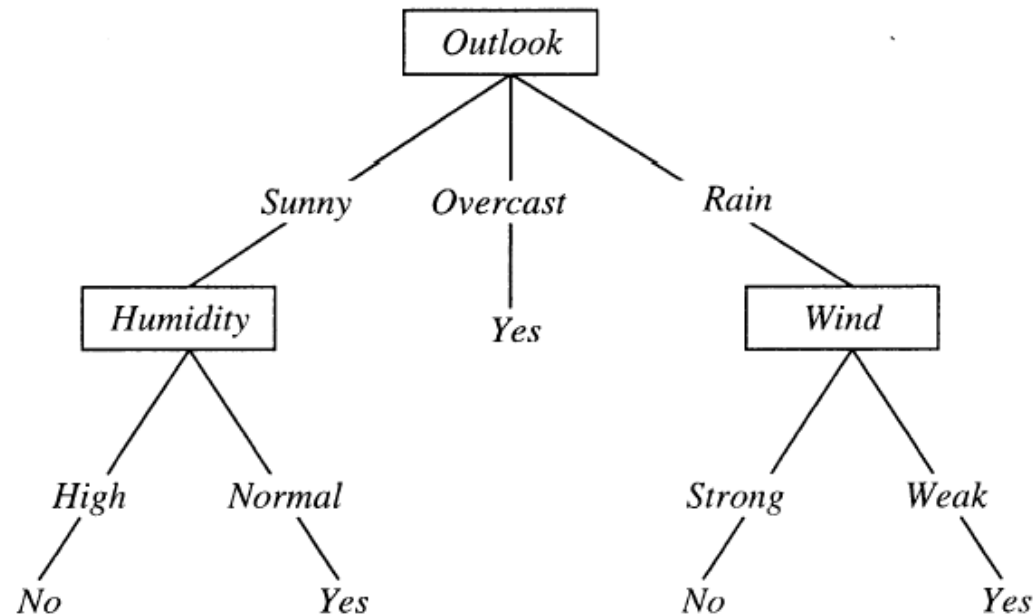 Outlook
Sunny Overcast Rain
Humidity Yes Wind
High Normal Strong Weak
No Yes No Yes